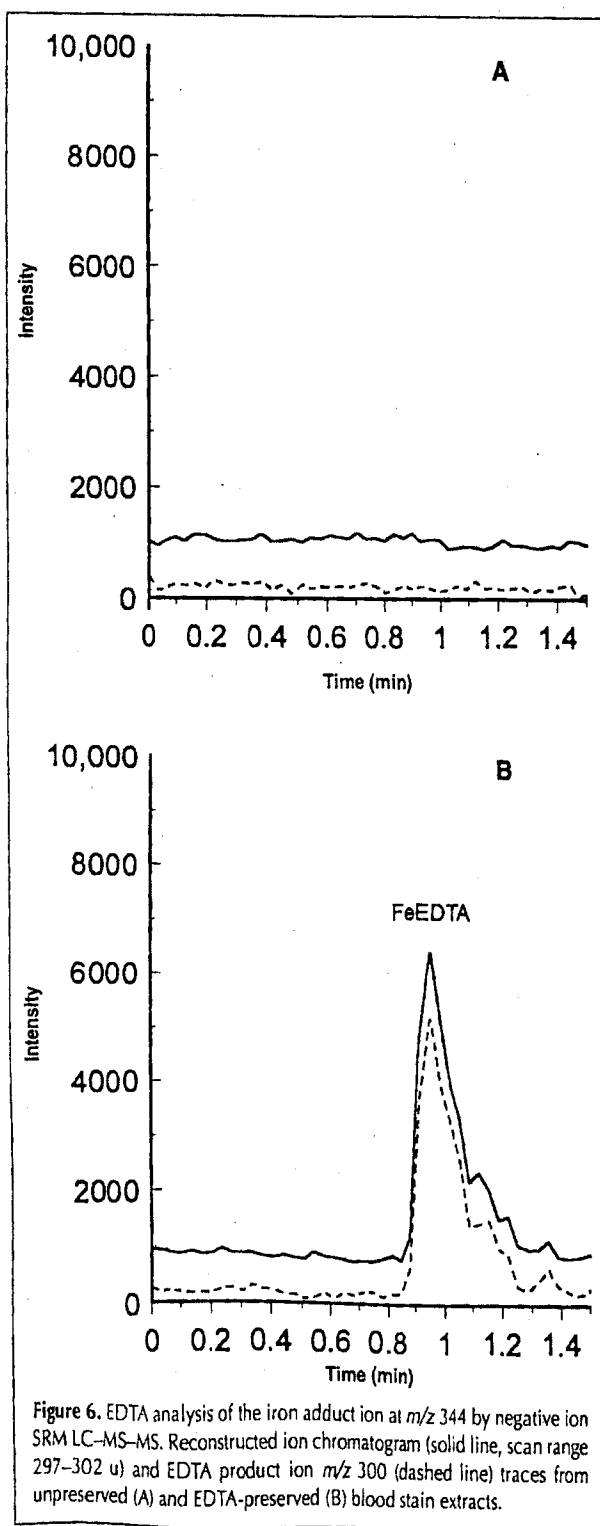 10,000
A
8000
6000
Intensity
4000
2000
0
0 0.2 0.4 0.6 0.8 1 1.2 1.4
Time (min)
10,000
B
8000
FeEDTA
6000
Intensity
4000
2000
0
0 0.2 0.4 0.6 0.8 1 1.2 1.4
Time (min)
Figure 6. EDTA analysis of the iron adduct ion at m/z 344 by negative ion
SRM LC–MS–MS. Reconstructed ion chromatogram (solid line, scan range
297–302 u) and EDTA product ion m/z 300 (dashed line) traces from
unpreserved (A) and EDTA-preserved (B) blood stain extracts.